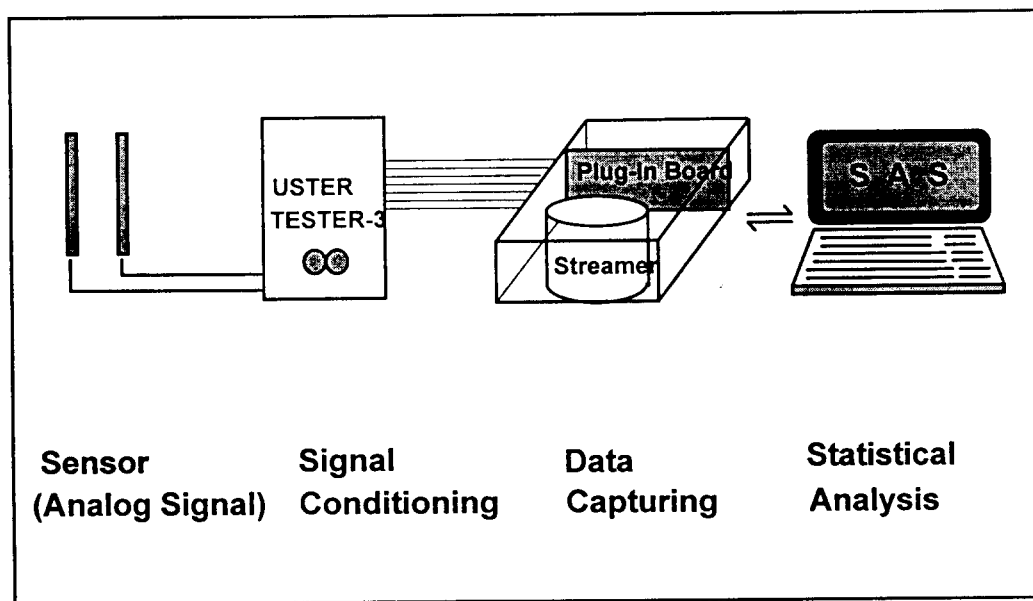 USTER
TESTER-3
Plug-In Board
Streamer
S A S
Sensor
(Analog Signal)
Signal
Conditioning
Data
Capturing
Statistical
Analysis